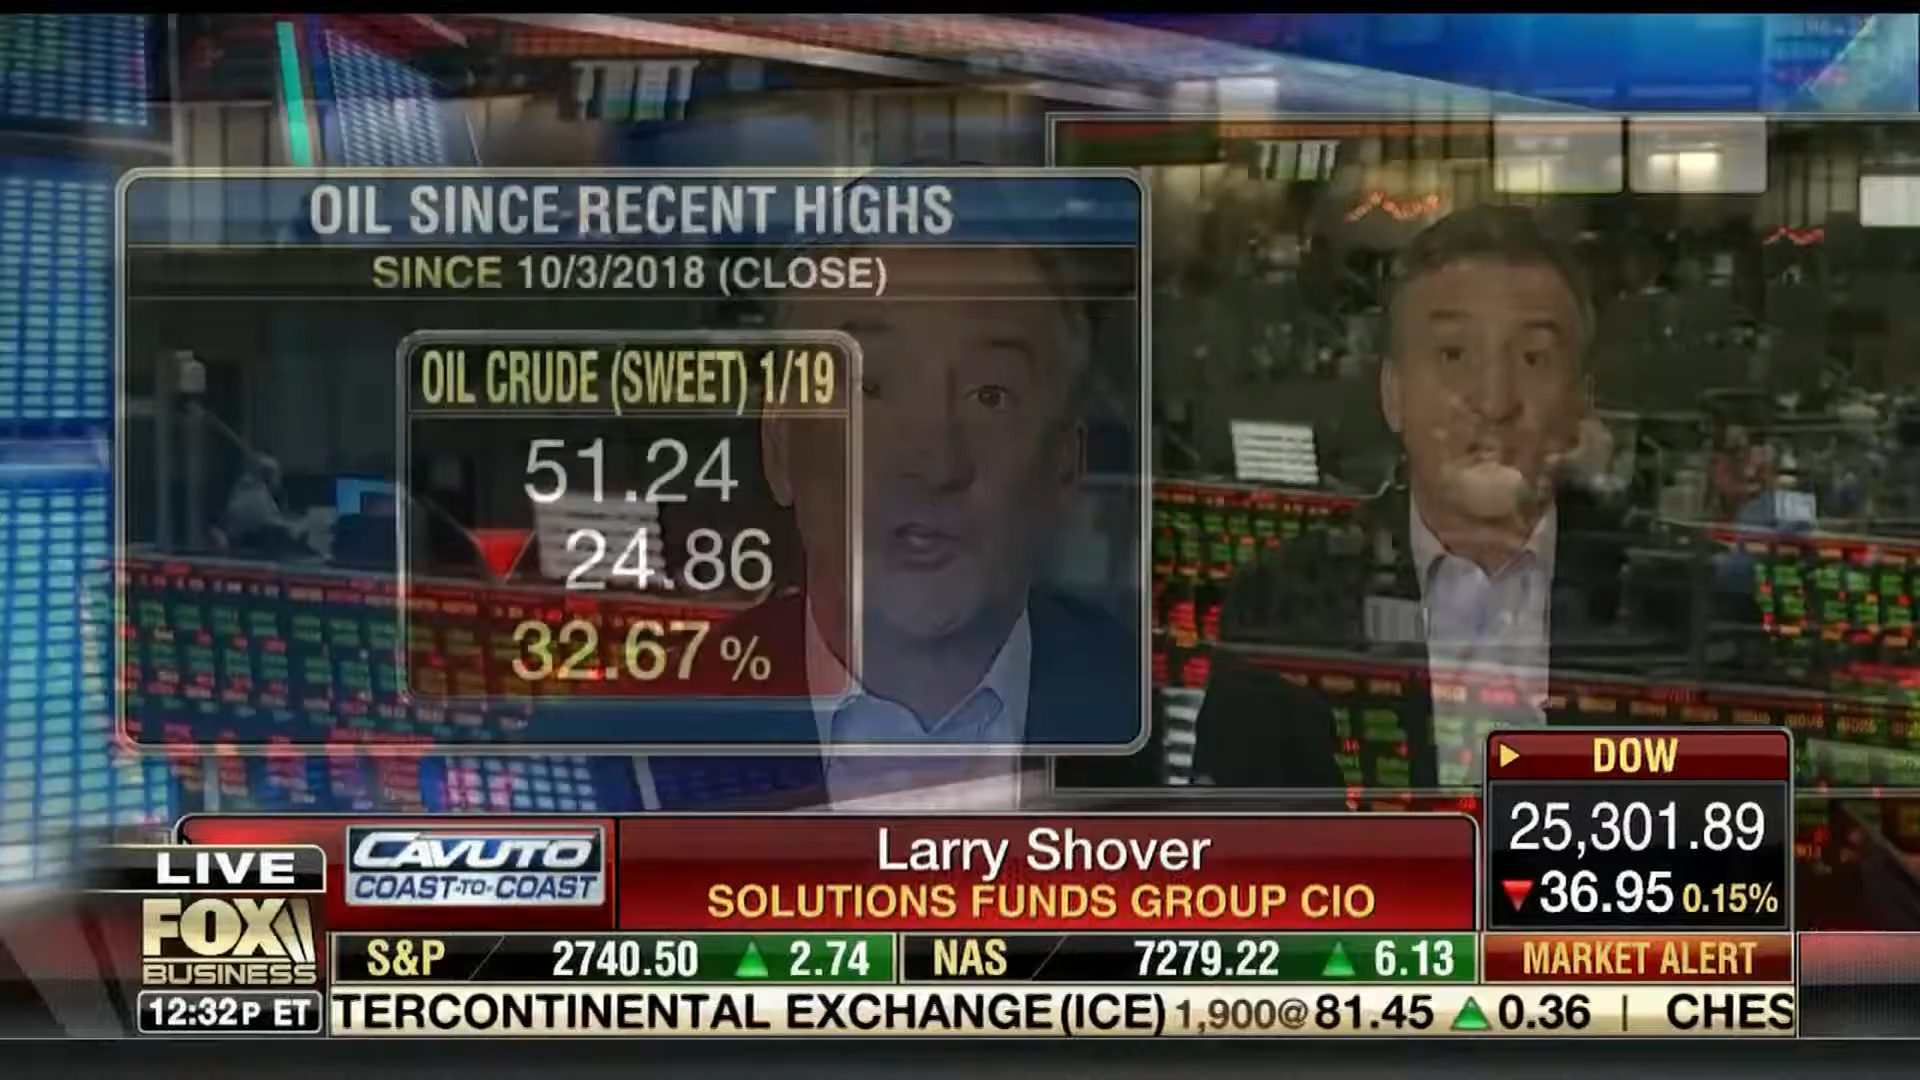 OIL SINCE RECENT HIGHS
SINCE 10/3/2018 (CLOSE)
OIL CRUDE (SWEET) 1/19
51.24
▼ 24.86
32.67%
DOW
25,301.89
▼ 36.95 0.15%
LIVE
CAVUTO
COAST-TO-COAST
Larry Shover
SOLUTIONS FUNDS GROUP CIO
FOX
BUSINESS
S&P 2740.50 ▲ 2.74 NAS 7279.22 ▲ 6.13 MARKET ALERT
12:32P ET
TERCONTINENTAL EXCHANGE (ICE) 1,900@81.45 ▲ 0.36 | CHES